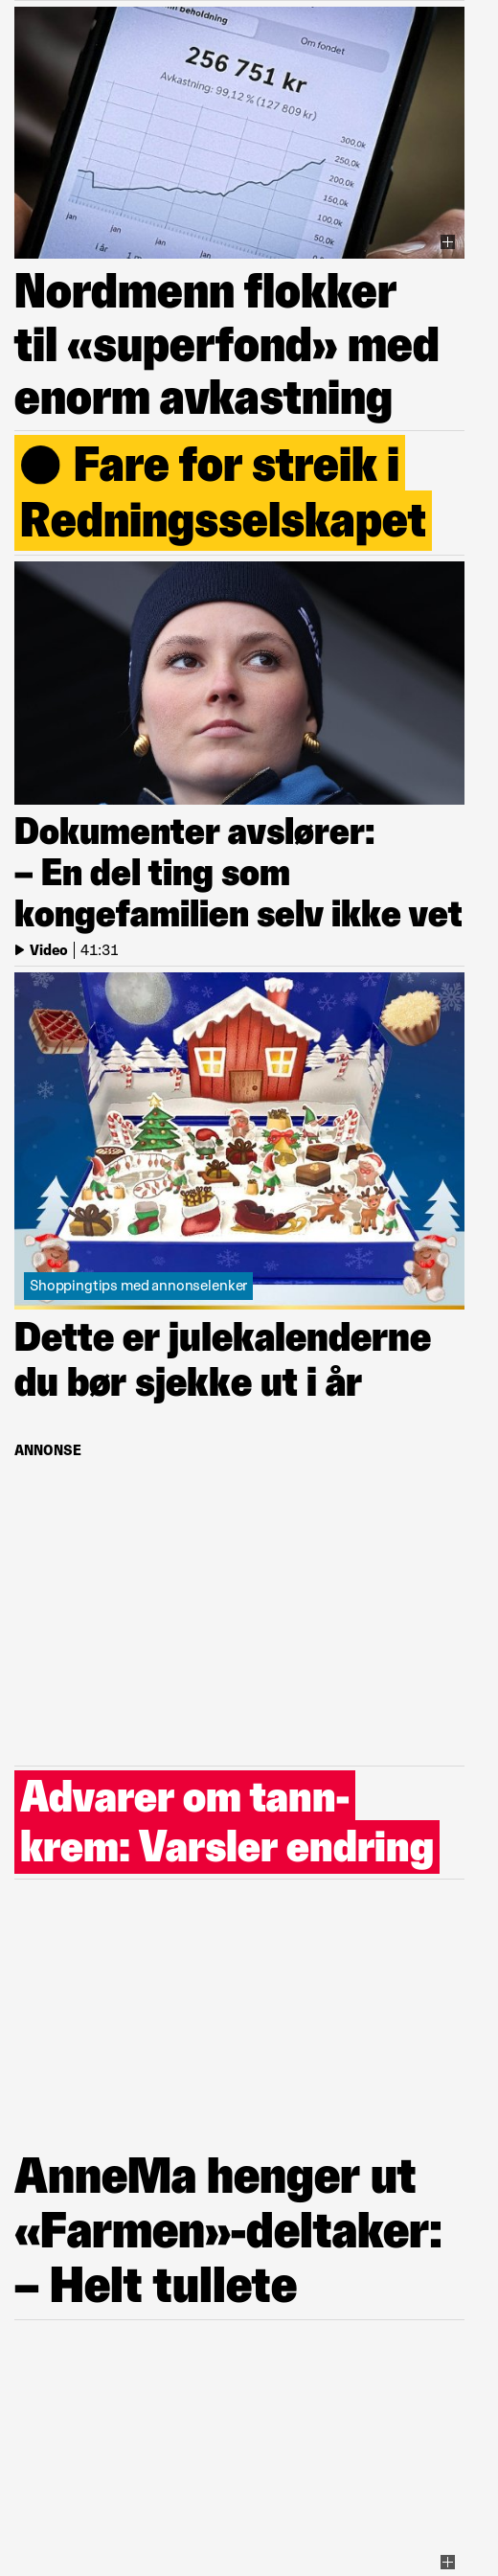 beholdning
Om fondet
256 751 kr
Avkastning: 99,12 % (127 809 kr)
300,0k
250,0k
200,0k
150,0k
100,0k
50,0k
0,0k
jan
jan
jan
jan
i år
Nordmenn flokker
til «superfond» med
enorm avkastning
Fare for streik i
Redningsselskapet
Dokumenter avslører:
– En del ting som
kongefamilien selv ikke vet
Video | 41:31
Shoppingtips med annonselenker
Dette er julekalenderne
du bør sjekke ut i år
ANNONSE
Advarer om tann-
krem: Varsler endring
AnneMa henger ut
«Farmen»-deltaker:
– Helt tullete